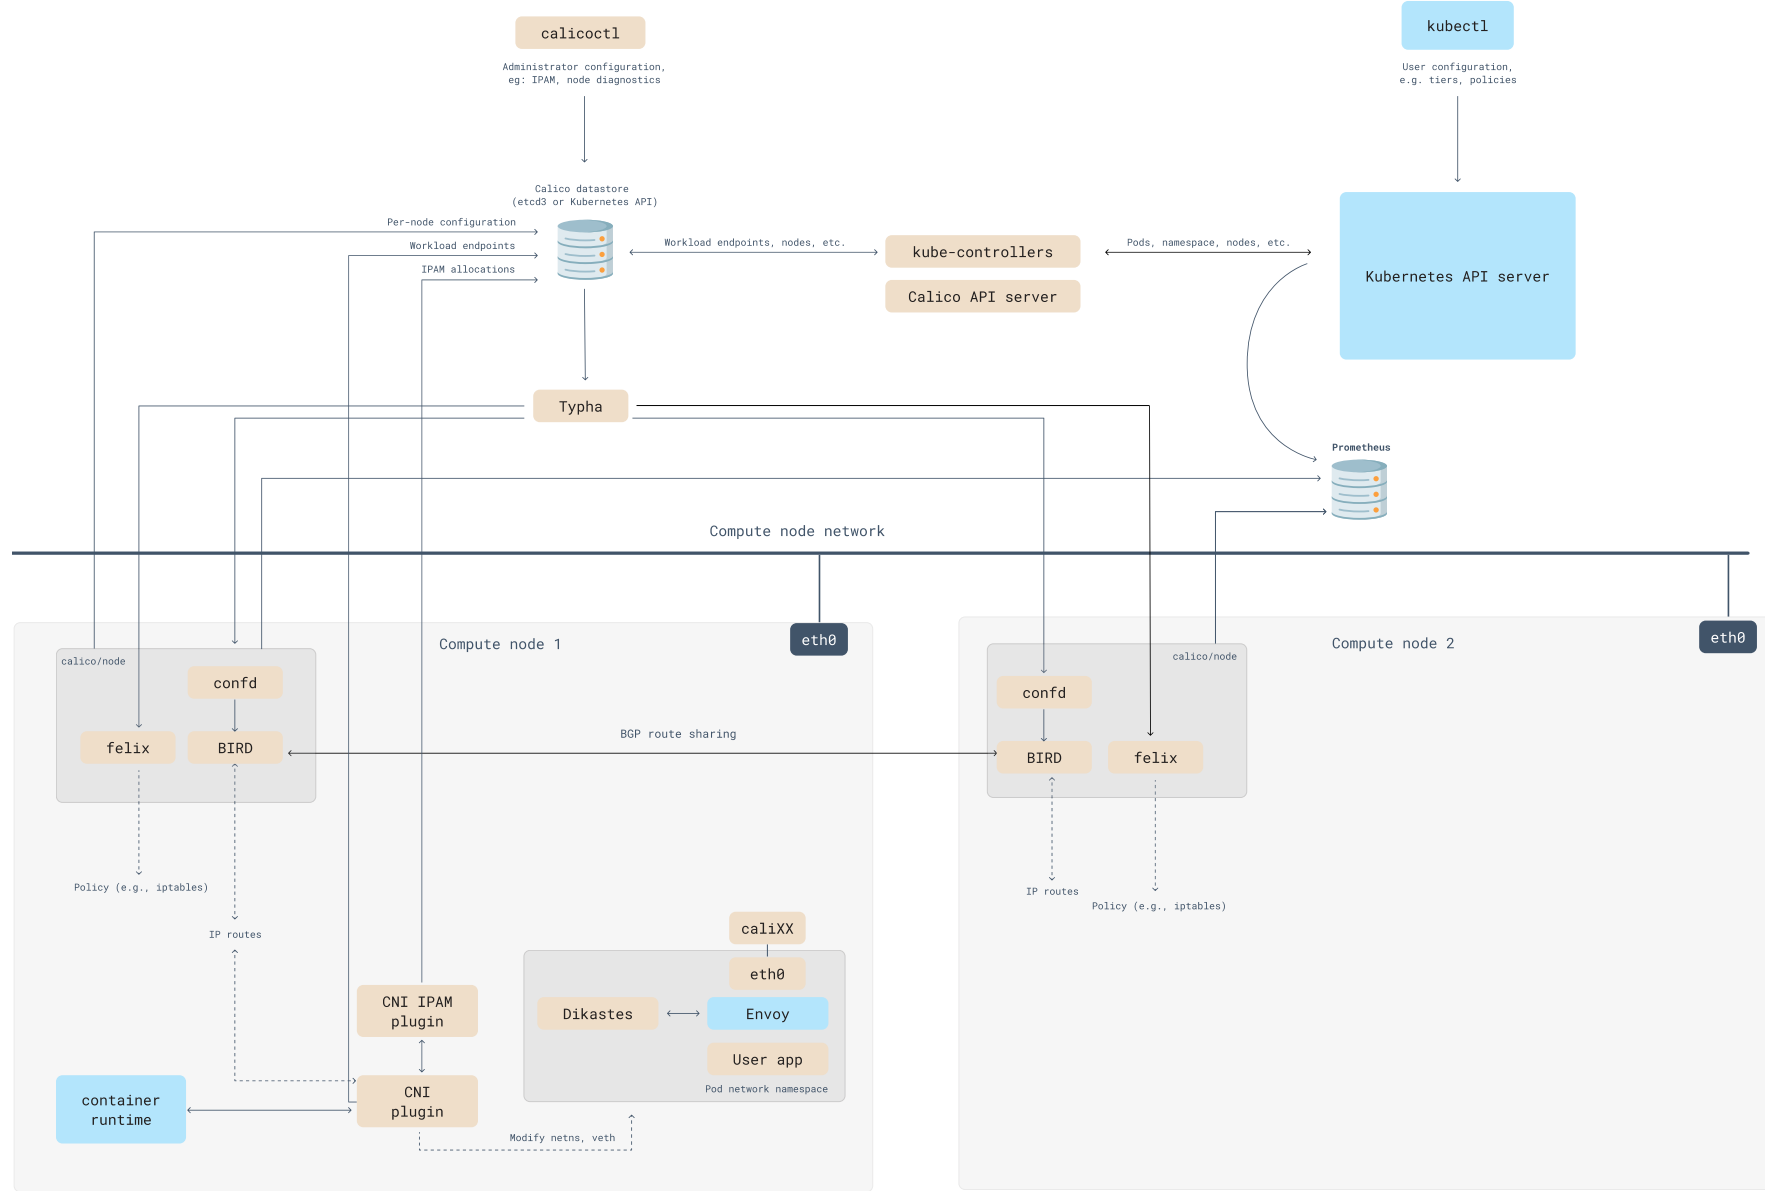 calicoctl
Administrator configuration,
eg: IPAM, node diagnostics
kubectl
User configuration,
e.g. tiers, policies
Calico datastore
(etcd3 or Kubernetes API)
Per-node configuration
Workload endpoints
IPAM allocations
Workload endpoints, nodes, etc.
kube-controllers
Calico API server
Pods, namespace, nodes, etc.
Kubernetes API server
Typha
Prometheus
Compute node network
Compute node 1
eth0
calico/node
confd
felix
BIRD
BGP route sharing
Policy (e.g., iptables)
IP routes
CNI IPAM
plugin
CNI
plugin
container
runtime
Modify netns, veth
caliXX
eth0
Dikastes
Envoy
User app
Pod network namespace
Compute node 2
eth0
calico/node
confd
BIRD
felix
IP routes
Policy (e.g., iptables)